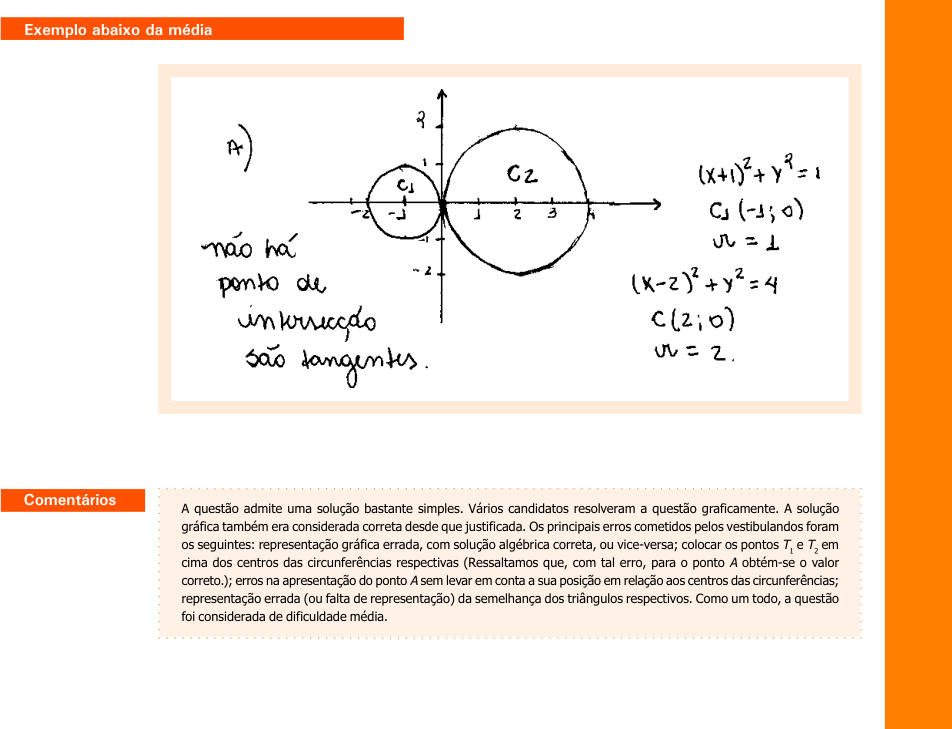 Exemplo abaixo da média
A)
2
1
C1
C2
-2
-1
1
2
3
4
-1
-2
(x+1)² + y² = 1
C1 (-1; 0)
r = 1
(x-2)² + y² = 4
C (2; 0)
r = 2.
não há
ponto de
intersecção
são tangentes.
Comentários
A questão admite uma solução bastante simples. Vários candidatos resolveram a questão graficamente. A solução
gráfica também era considerada correta desde que justificada. Os principais erros cometidos pelos vestibulandos foram
os seguintes: representação gráfica errada, com solução algébrica correta, ou vice-versa; colocar os pontos T₁ e T₂ em
cima dos centros das circunferências respectivas (Ressaltamos que, com tal erro, para o ponto A obtém-se o valor
correto.); erros na apresentação do ponto A sem levar em conta a sua posição em relação aos centros das circunferências;
representação errada (ou falta de representação) da semelhança dos triângulos respectivos. Como um todo, a questão
foi considerada de dificuldade média.